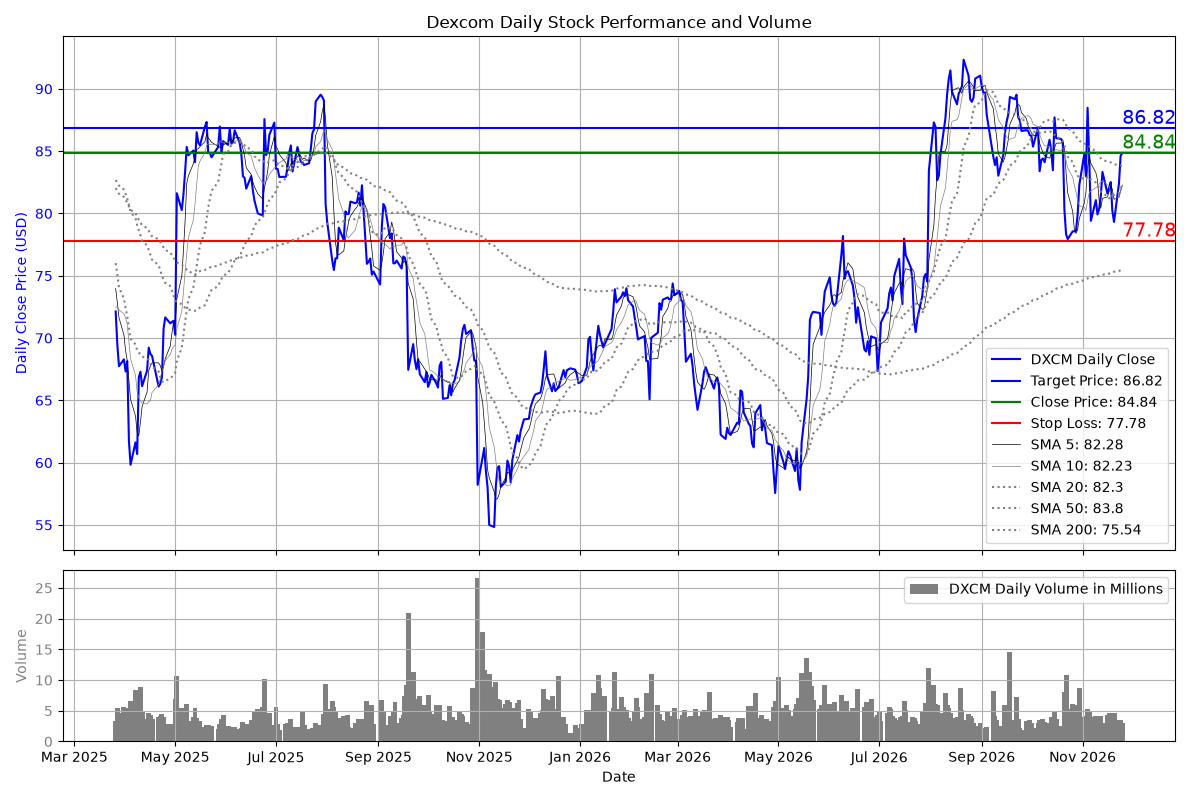 Dexcom Daily Stock Performance and Volume
Daily Close Price (USD)
90
85
80
75
70
65
60
55
86.82
84.84
77.78
DXCM Daily Close
Target Price: 86.82
Close Price: 84.84
Stop Loss: 77.78
SMA 5: 82.28
SMA 10: 82.23
SMA 20: 82.3
SMA 50: 83.8
SMA 200: 75.54
Volume
25
20
15
10
5
0
DXCM Daily Volume in Millions
Mar 2025 May 2025 Jul 2025 Sep 2025 Nov 2025 Jan 2026 Mar 2026 May 2026 Jul 2026 Sep 2026 Nov 2026
Date